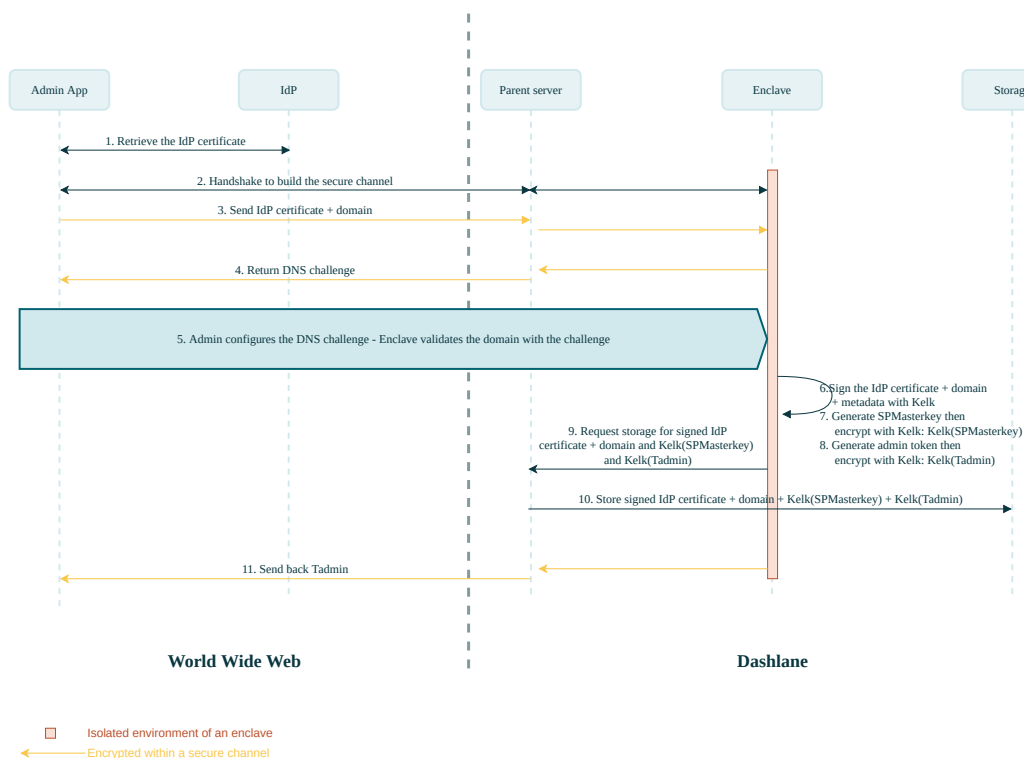 Admin App
IdP
Parent server
Enclave
Storag
1. Retrieve the IdP certificate
2. Handshake to build the secure channel
3. Send IdP certificate + domain
4. Return DNS challenge
5. Admin configures the DNS challenge - Enclave validates the domain with the challenge
6.Sign the IdP certificate + domain
+ metadata with Kelk
7. Generate SPMasterkey then
encrypt with Kelk: Kelk(SPMasterkey)
8. Generate admin token then
encrypt with Kelk: Kelk(Tadmin)
9. Request storage for signed IdP
certificate + domain and Kelk(SPMasterkey)
and Kelk(Tadmin)
10. Store signed IdP certificate + domain + Kelk(SPMasterkey) + Kelk(Tadmin)
11. Send back Tadmin
World Wide Web
Dashlane
Isolated environment of an enclave
Encrypted within a secure channel